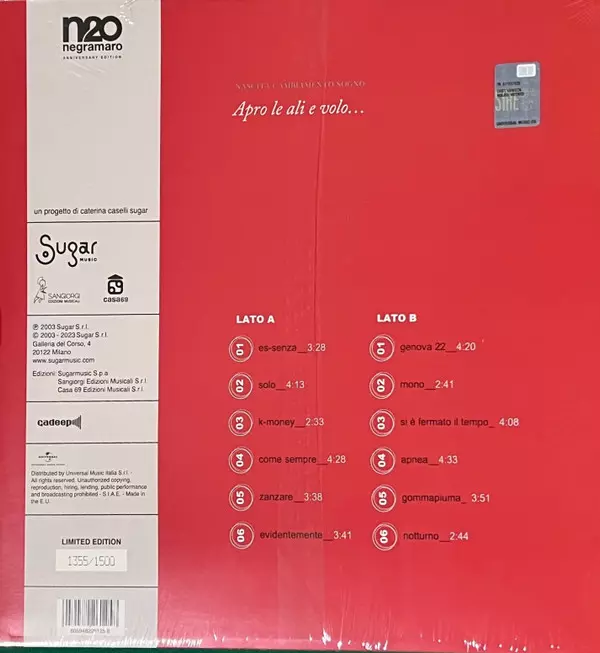 n20
negramaro
ANNIVERSARY EDITION
un progetto di caterina caselli sugar
Sugar
MUSIC
SANGIORGI
EDIZIONI MUSICALI
casa69
℗ 2003 Sugar S.r.l.
© 2003 - 2023 Sugar S.r.l.
Galleria del Corso, 4
20122 Milano
www.sugarmusic.com
Edizioni: Sugarmusic S.p.a
Sangiorgi Edizioni Musicali S.r.l.
Casa 69 Edizioni Musicali S.r.l.
cadeep
UNIVERSAL
Distributed by Universal Music Italia S.r.l. -
All rights reserved. Unauthorized copying,
reproduction, hiring, lending, public performance
and broadcasting prohibited - S.I.A.E. - Made in
the E.U.
LIMITED EDITION
1355/1500
NASCITA CAMBIAMENTO SOGNO
Apro le ali e volo...
SIAE
LATO A
01 es-senza__3:28
02 solo__4:13
03 k-money__2:33
04 come sempre__4:28
05 zanzare__3:38
06 evidentemente__3:41
LATO B
01 genova 22__4:20
02 mono__2:41
03 si è fermato il tempo_ 4:08
04 apnea__4:33
05 gommapiuma_ 3:51
06 notturno__2:44